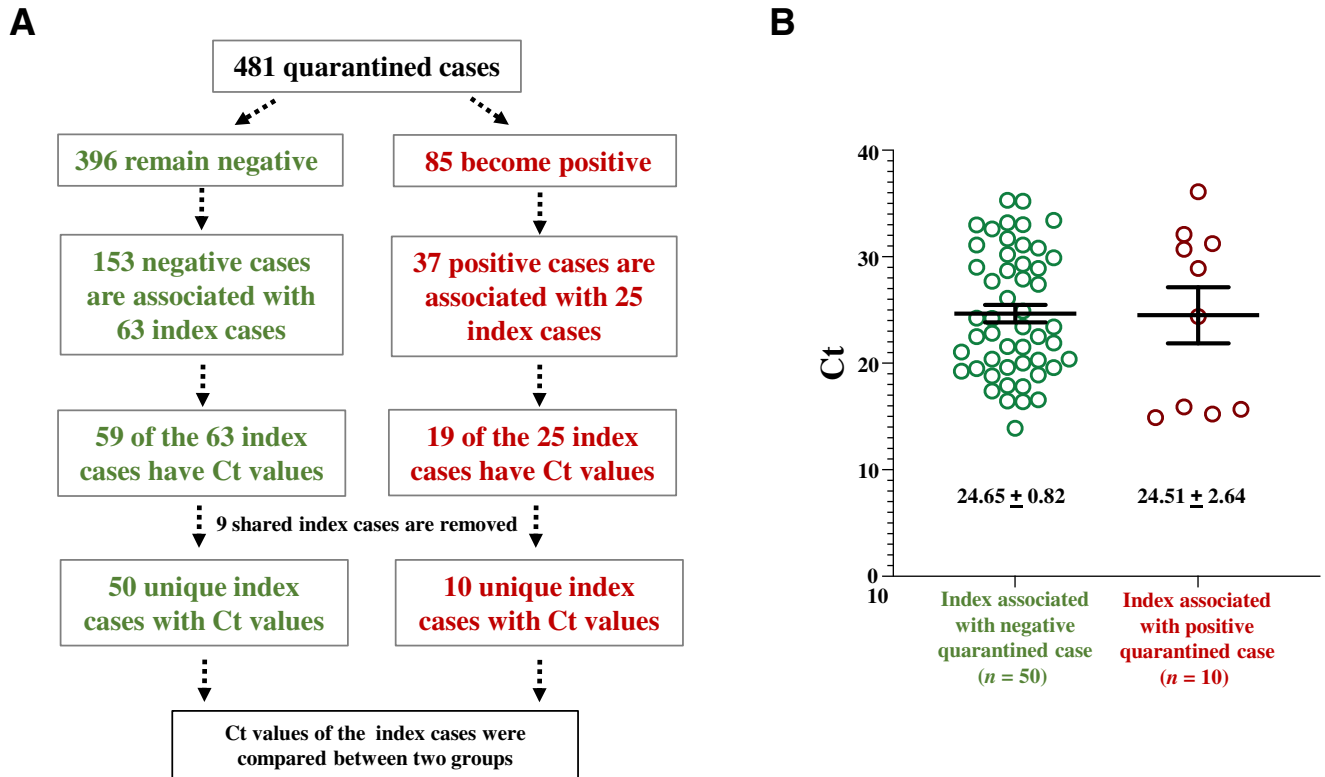 A
481 quarantined cases
396 remain negative
85 become positive
153 negative cases
are associated with
63 index cases
37 positive cases are
associated with 25
index cases
59 of the 63 index
cases have Ct values
19 of the 25 index
cases have Ct values
9 shared index cases are removed
50 unique index
cases with Ct values
10 unique index
cases with Ct values
Ct values of the index cases were
compared between two groups
B
Ct
40
30
20
10
0
10
24.65 ± 0.82
24.51 ± 2.64
Index associated
with negative
quarantined case
(n = 50)
Index associated
with positive
quarantined case
(n = 10)